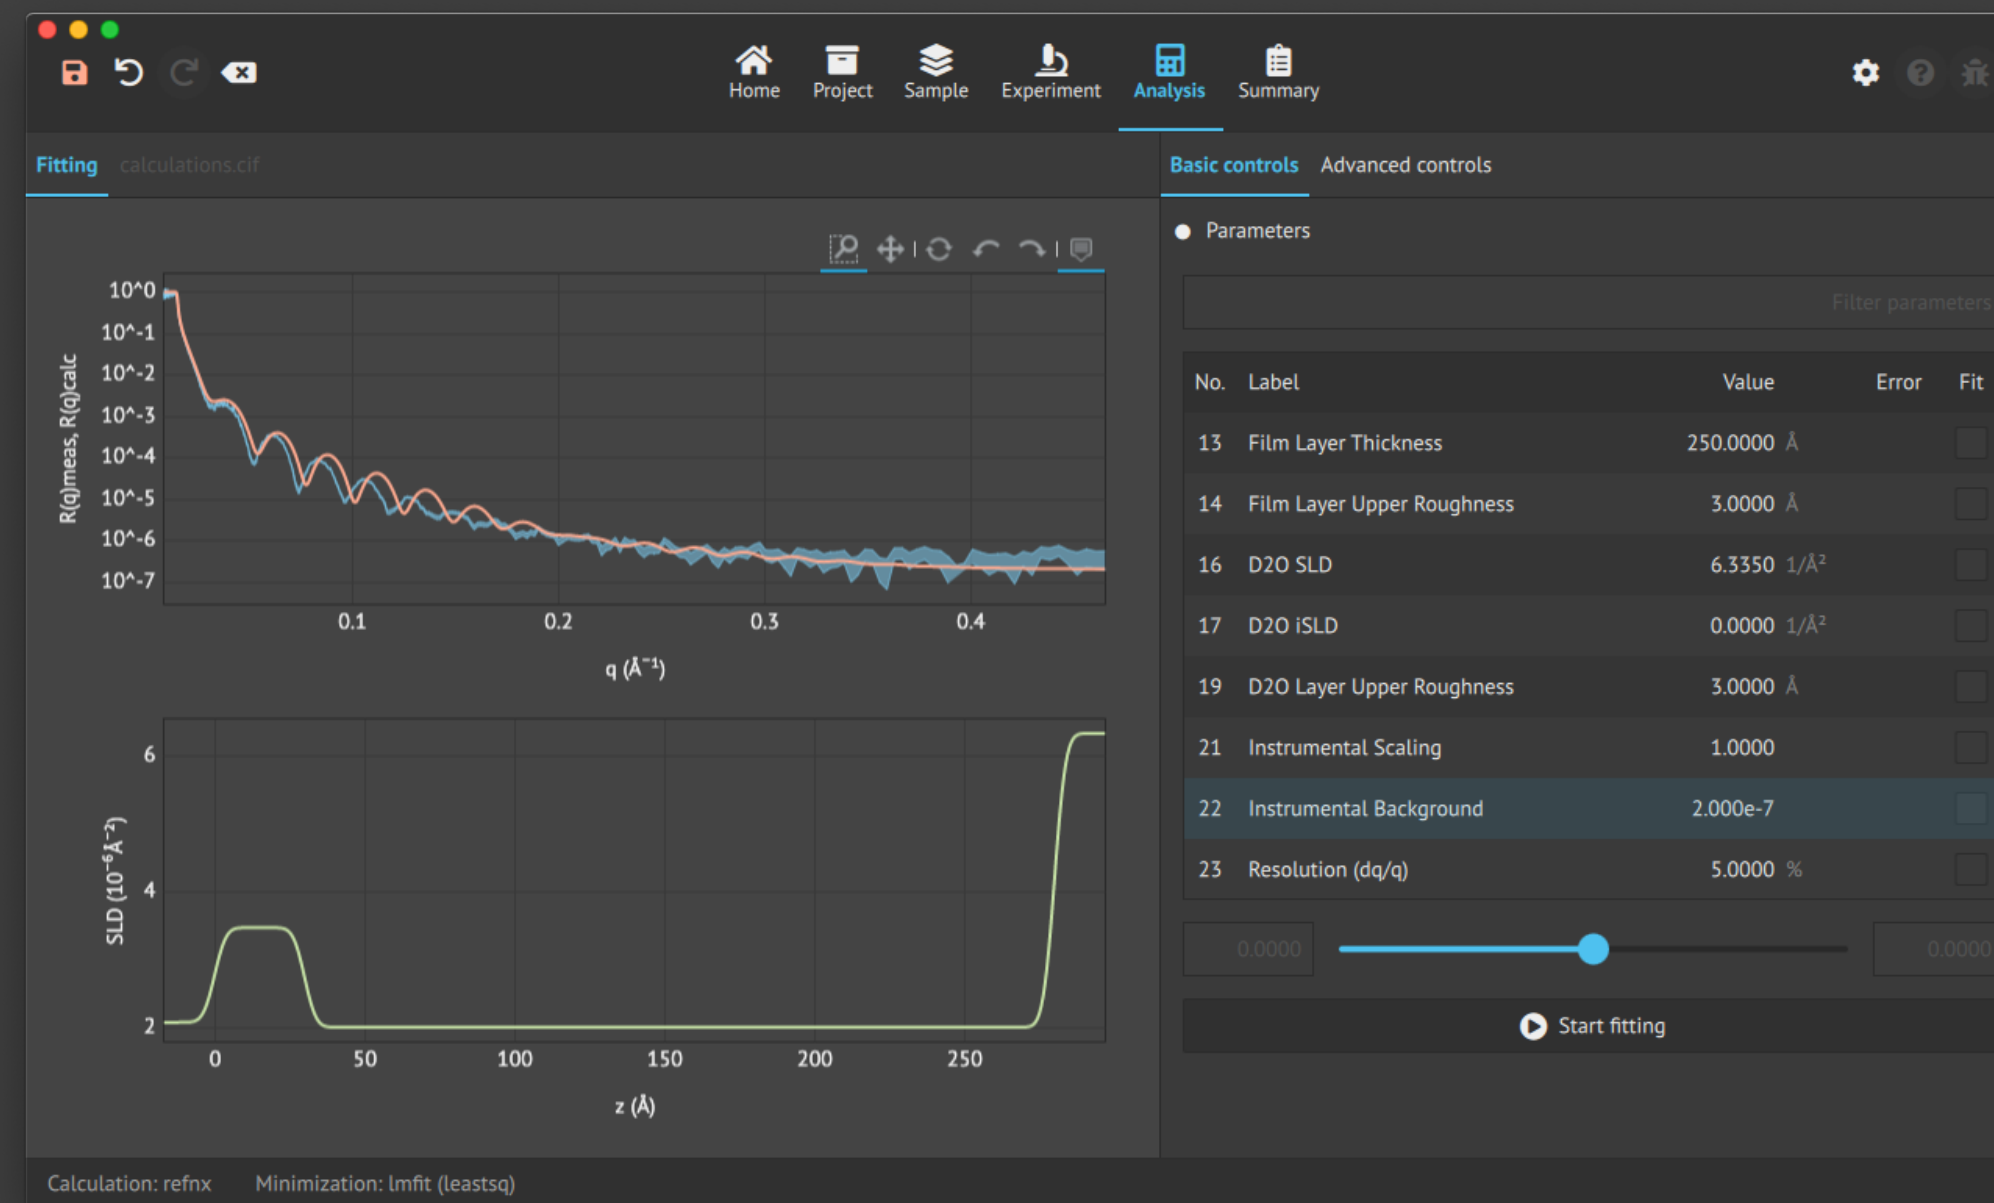 Home Project Sample Experiment Analysis Summary
Fitting calculations.cif
Basic controls Advanced controls
Parameters
Filter parameters
R(q)meas, R(q)calc
10^0
10^-1
10^-2
10^-3
10^-4
10^-5
10^-6
10^-7
0.1 0.2 0.3 0.4
q (Å⁻¹)
SLD (10⁻⁶Å⁻²)
6
4
2
0 50 100 150 200 250
z (Å)
No. Label Value Error Fit
13 Film Layer Thickness 250.0000 Å
14 Film Layer Upper Roughness 3.0000 Å
16 D2O SLD 6.3350 1/Å²
17 D2O iSLD 0.0000 1/Å²
19 D2O Layer Upper Roughness 3.0000 Å
21 Instrumental Scaling 1.0000
22 Instrumental Background 2.000e-7
23 Resolution (dq/q) 5.0000 %
0.0000 0.0000
Start fitting
Calculation: refnx Minimization: lmfit (leastsq)